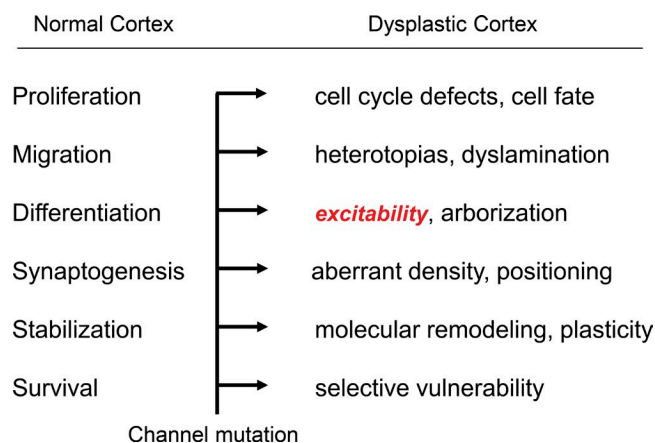 Normal Cortex Dysplastic Cortex
Proliferation cell cycle defects, cell fate
Migration heterotopias, dyslamination
Differentiation excitability, arborization
Synaptogenesis aberrant density, positioning
Stabilization molecular remodeling, plasticity
Survival selective vulnerability
Channel mutation